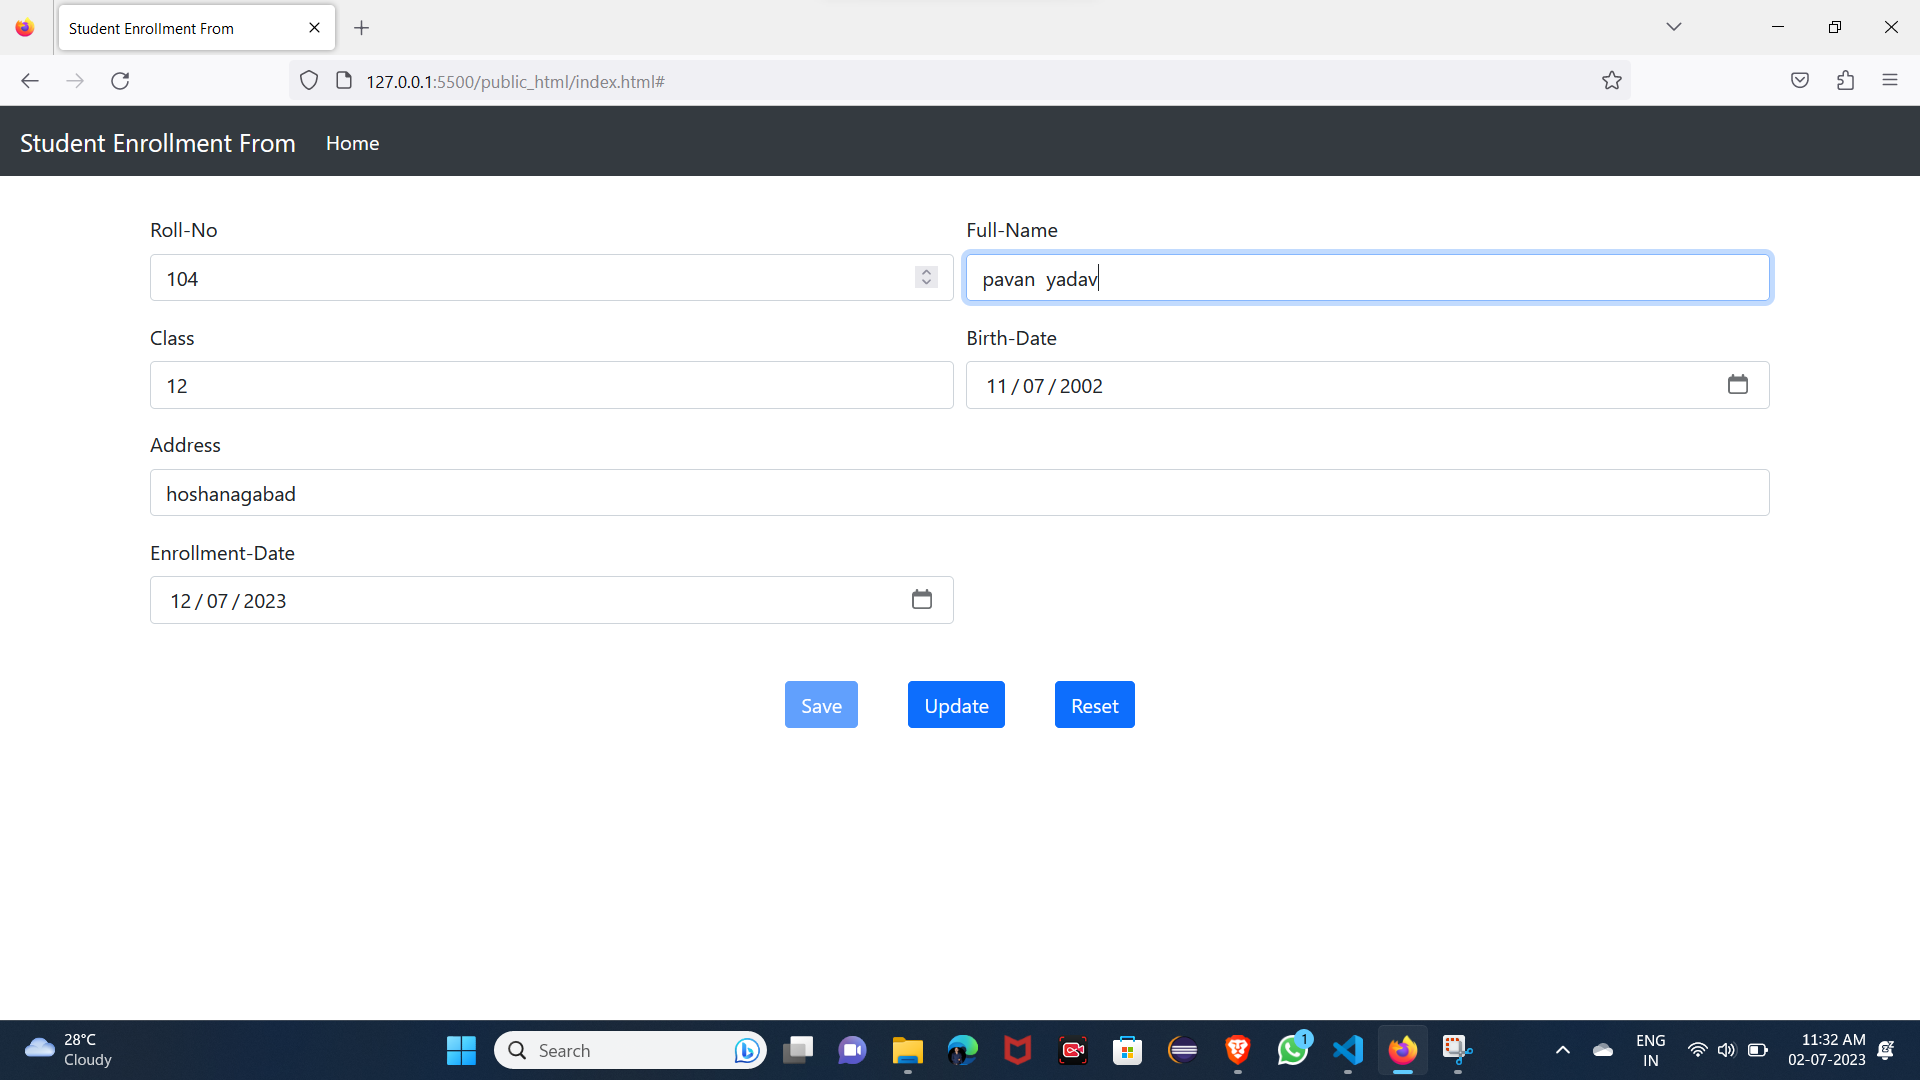 Student Enrollment From
127.0.0.1:5500/public_html/index.html#
Student Enrollment From Home
Roll-No Full-Name
104 pavan  yadav
Class Birth-Date
12 11/07/2002
Address
hoshanagabad
Enrollment-Date
12/07/2023
Save Update Reset
28°C
Cloudy
Search
1
ENG
IN
11:32 AM
02-07-2023